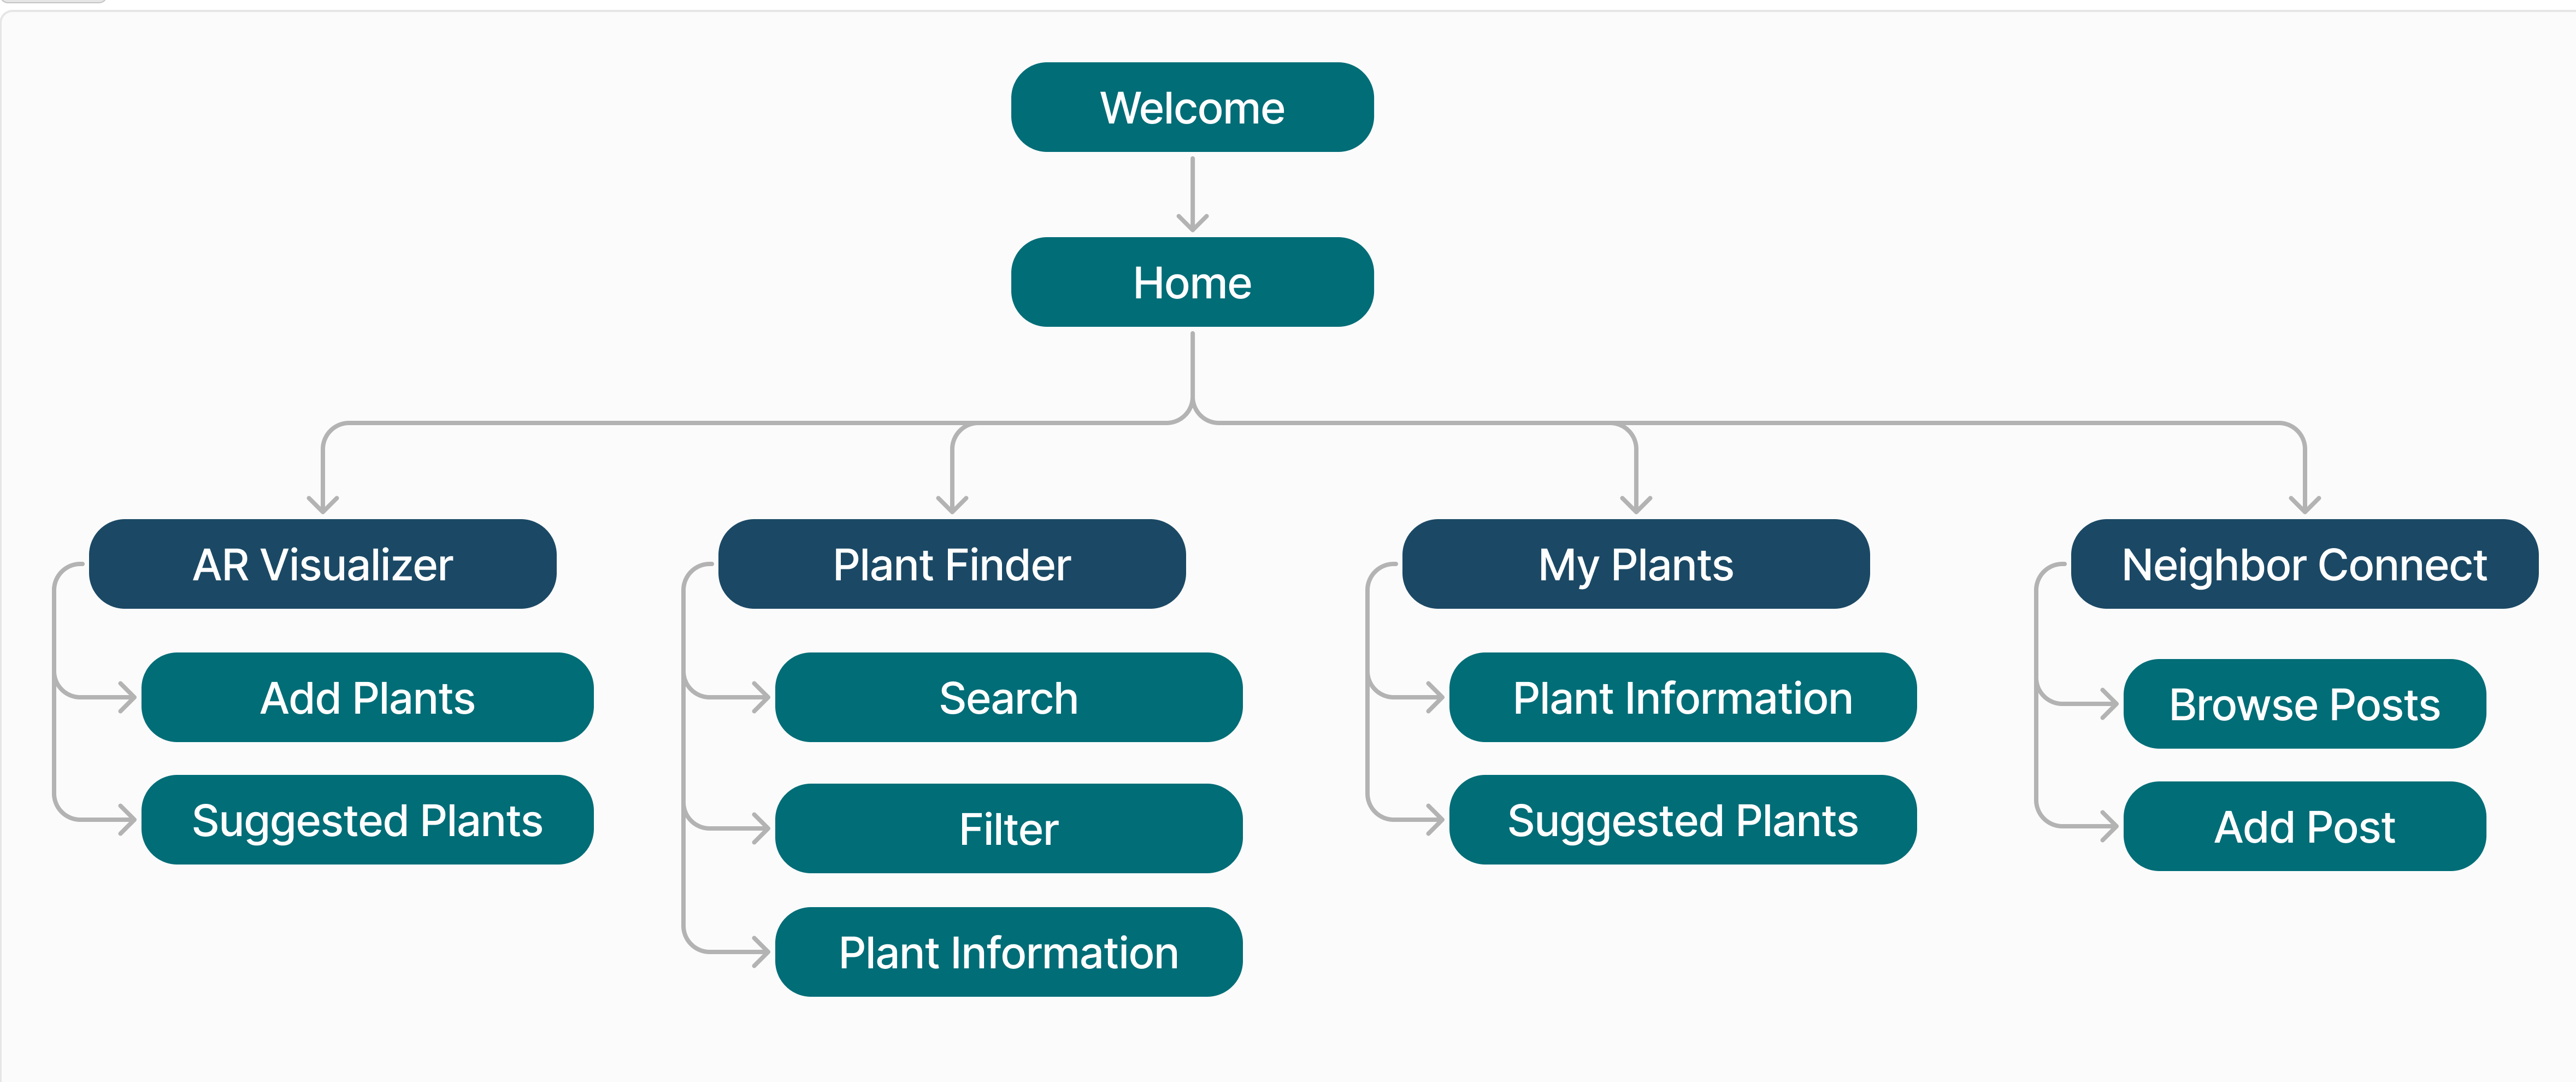 Welcome
Home
AR Visualizer
Add Plants
Suggested Plants
Plant Finder
Search
Filter
Plant Information
My Plants
Plant Information
Suggested Plants
Neighbor Connect
Browse Posts
Add Post